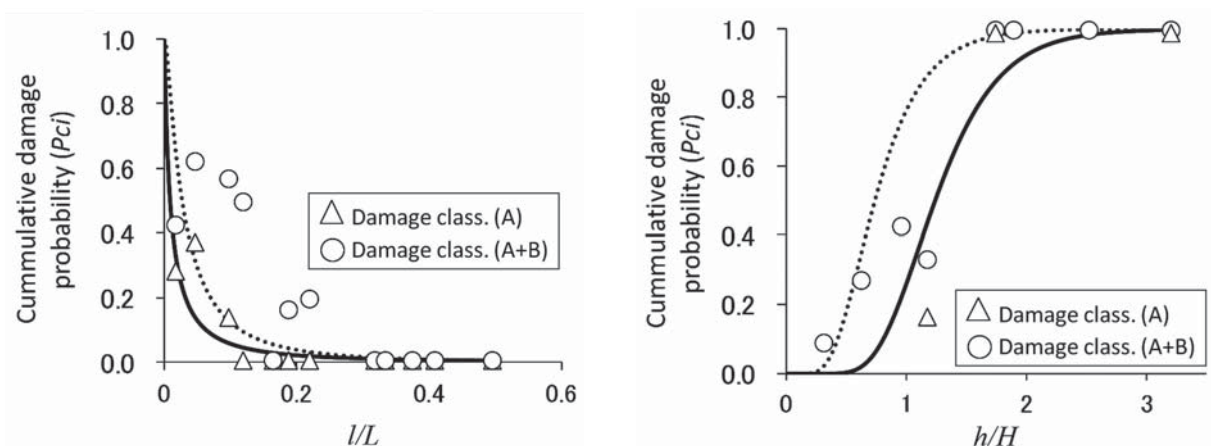 Cummulative damage
probability (Pci)
1.0
0.8
0.6
0.4
0.2
0.0
0
0.2
0.4
0.6
l/L
Damage class. (A)
Damage class. (A+B)
Cummulative damage
probability (Pci)
1.0
0.8
0.6
0.4
0.2
0.0
0
1
2
3
h/H
Damage class. (A)
Damage class. (A+B)